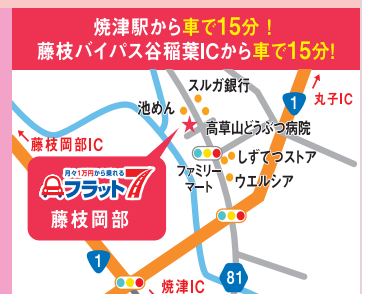 焼津駅から車で15分！
藤枝バイパス谷稲葉ICから車で15分!
スルガ銀行
1
丸子IC
池めん
高草山どうぶつ病院
藤枝岡部IC
しずてつストア
ファミリー
マート
ウエルシア
月々1万円から乗れる
フラット7
藤枝岡部
1
81
焼津IC